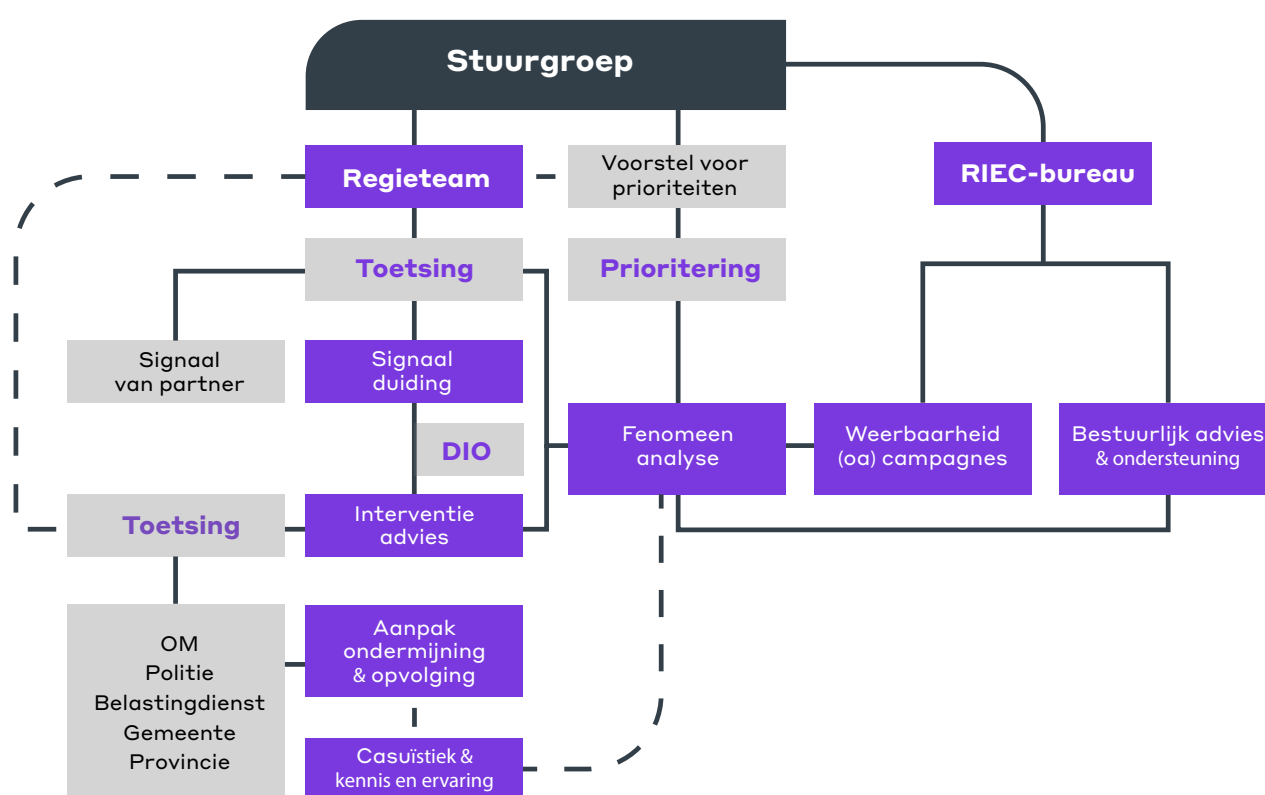 Stuurgroep
Regieteam
Voorstel voor
prioriteiten
RIEC-bureau
Toetsing
Prioritering
Signaal
van partner
Signaal
duiding
DIO
Fenomeen
analyse
Weerbaarheid
(oa) campagnes
Bestuurlijk advies
& ondersteuning
Toetsing
Interventie
advies
OM
Politie
Belastingdienst
Gemeente
Provincie
Aanpak
ondermijning
& opvolging
Casuïstiek &
kennis en ervaring